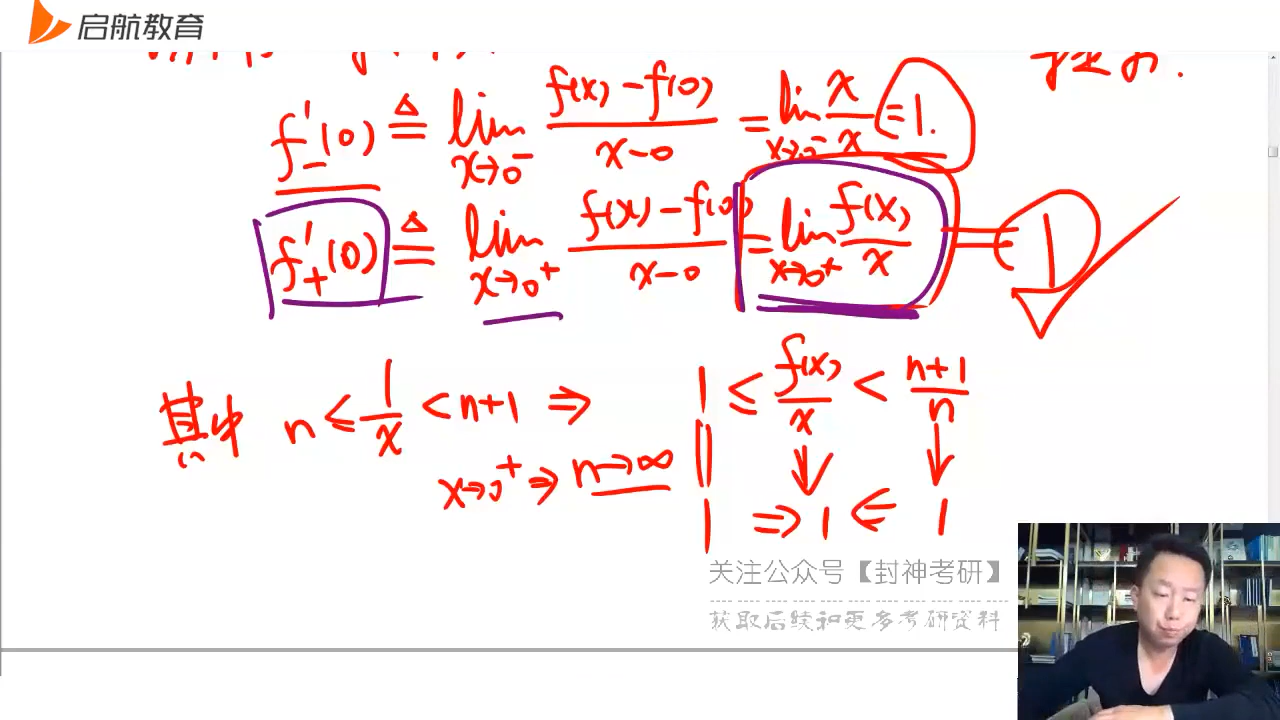 启航教育
f₋′(0) ≜ lim_{x→0⁻} (f(x)-f(0))/(x-0) = lim_{x→0⁻} x/x = 1.
f₊′(0) ≜ lim_{x→0⁺} (f(x)-f(0))/(x-0) = lim_{x→0⁺} f(x)/x = 1
其中 n ≤ 1/x < n+1 ⇒ 1 ≤ f(x)/x < (n+1)/n
x→0⁺ ⇒ n→∞
1 ⇒ 1 ⇐ 1
关注公众号【封神考研】
获取后续和更多考研资料